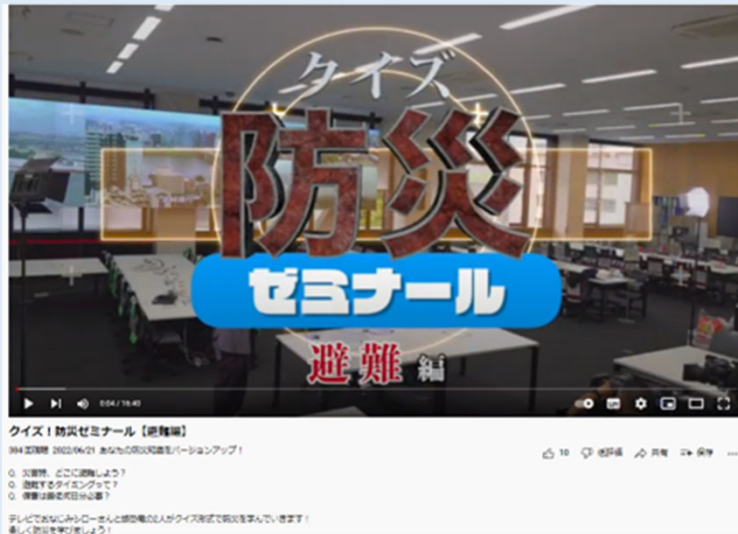 クイズ
防災
ゼミナール
避難 編
0:04 / 16:40
クイズ！防災ゼミナール【避難編】
384 回視聴 2022/06/21 あなたの防災知識をバージョンアップ！
10 低評価 共有 保存 …
Q. 災害時、どこに避難しよう？
Q. 避難するタイミングって？
Q. 備蓄は最低何日分必要？
テレビでおなじみシローさんと の2人がクイズ形式で防災を学んでいきます！
楽しく防災を学びましょう！